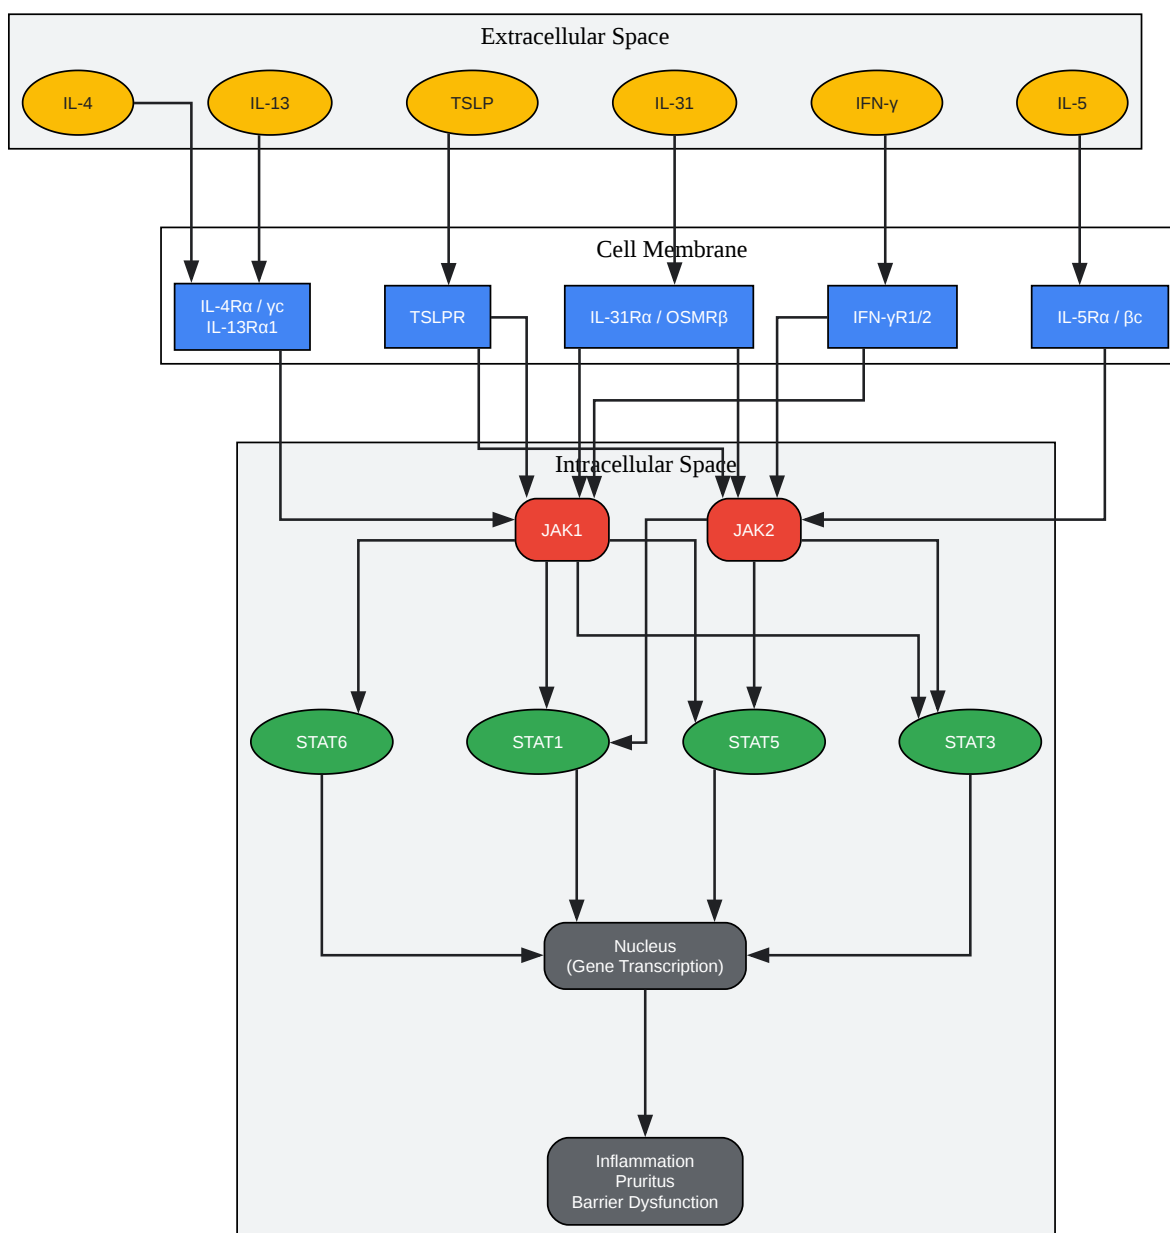 Extracellular Space
IL-4
IL-13
TSLP
IL-31
IFN-γ
IL-5
Cell Membrane
IL-4Rα / γc
IL-13Rα1
TSLPR
IL-31Rα / OSMRβ
IFN-γR1/2
IL-5Rα / βc
Intracellular Space
JAK1
JAK2
STAT6
STAT1
STAT5
STAT3
Nucleus
(Gene Transcription)
Inflammation
Pruritus
Barrier Dysfunction